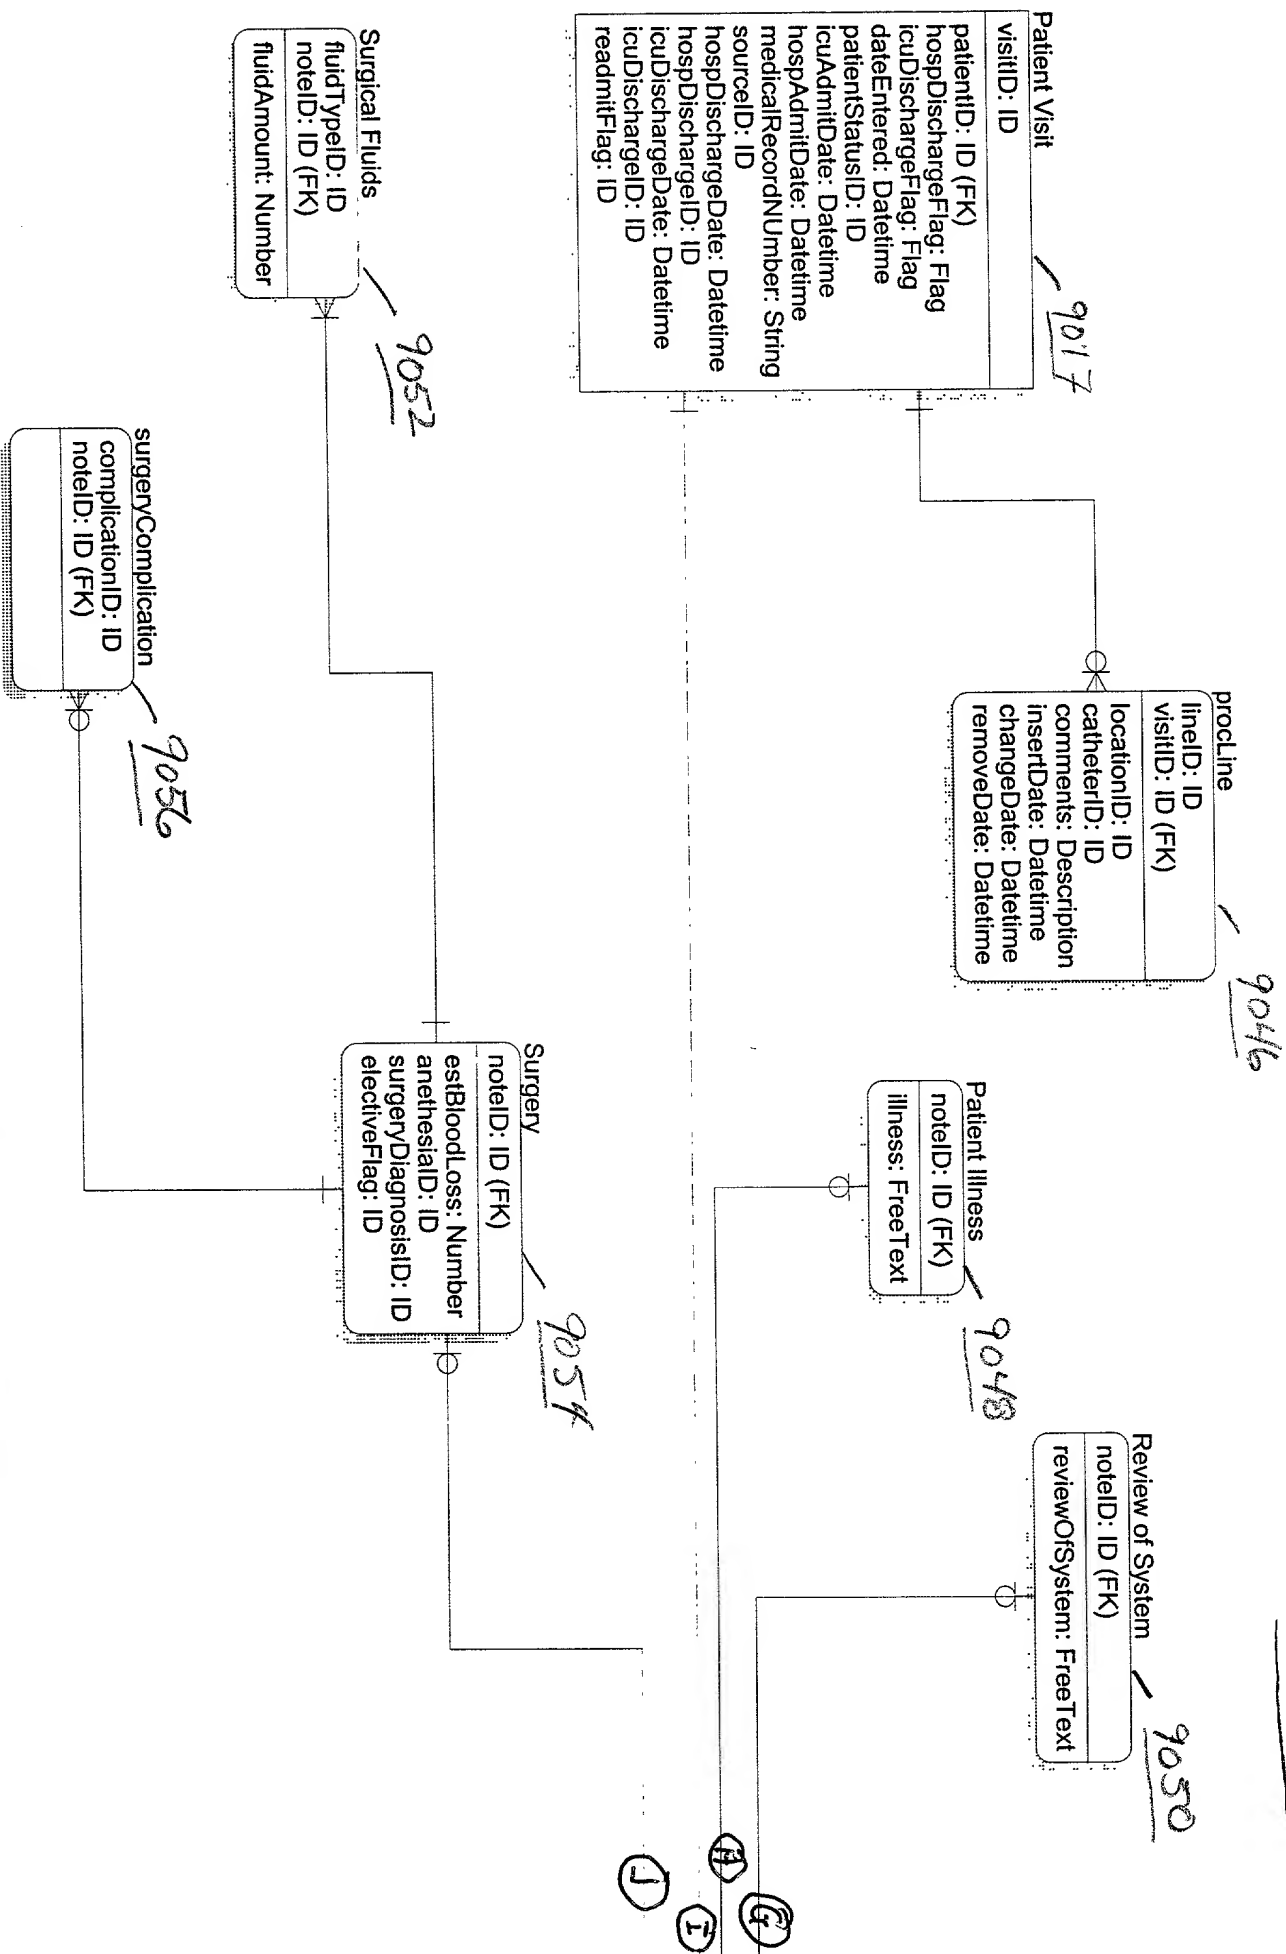 Patient Visit
visitID: ID
patientID: ID (FK)
hospDischargeFlag: Flag
icuDischargeFlag: Flag
dateEntered: Datetime
patientStatusID: ID
icuAdmitDate: Datetime
hospAdmitDate: Datetime
medicalRecordNUmber: String
sourceID: ID
hospDischargeDate: Datetime
hospDischargeID: ID
icuDischargeDate: Datetime
icuDischargeID: ID
readmitFlag: ID
9017
procLine
lineID: ID
visitID: ID (FK)
locationID: ID
catheterID: ID
comments: Description
insertDate: Datetime
changeDate: Datetime
removeDate: Datetime
9046
Patient Illness
noteID: ID (FK)
illness: FreeText
9048
Review of System
noteID: ID (FK)
reviewOfSystem: FreeText
9050
Surgical Fluids
fluidTypeID: ID
noteID: ID (FK)
fluidAmount: Number
9052
Surgery
noteID: ID (FK)
estBloodLoss: Number
anethesiaID: ID
surgeryDiagnosisID: ID
electiveFlag: ID
9054
surgeryComplication
complicationID: ID
noteID: ID (FK)
9056
G
H
I
J